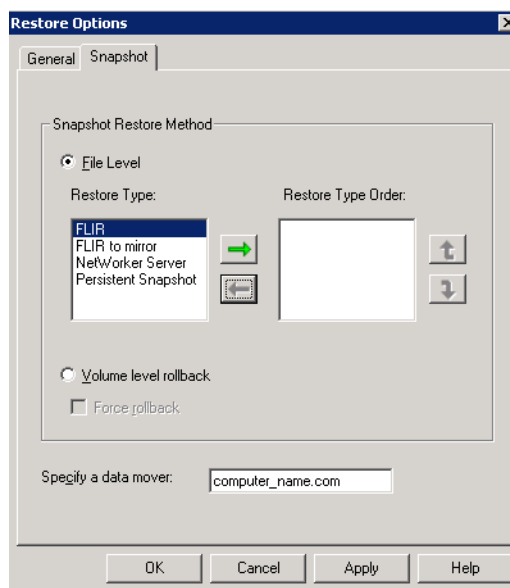 Restore Options
General Snapshot
Snapshot Restore Method
File Level
Restore Type: Restore Type Order:
FLIR
FLIR to mirror
NetWorker Server
Persistent Snapshot
Volume level rollback
Force rollback
Specify a data mover: computer_name.com
OK Cancel Apply Help